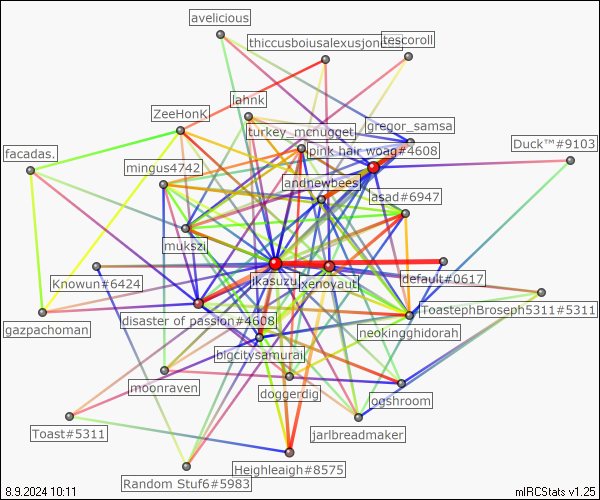 avelicious
tescoroll
thiccusboiusalexusjon
lahnk
ZeeHonK
gregor_samsa
turkey_mcnugget
Duck™#9103
pink hair woag#4608
facadas.
mingus4742
andnewbees
asad#6947
mukszi
Knowun#6424
jkasuzu
xenoyaut
default#0617
ToastephBroseph5311#5311
disaster of passion#4608
gazpachoman
neokingghidorah
bigcitysamurai
moonraven
doggerdig
ogshroom
Toast#5311
jarlbreadmaker
Heighleaigh#8575
Random Stuf6#5983
8.9.2024 10:11
mIRCStats v1.25